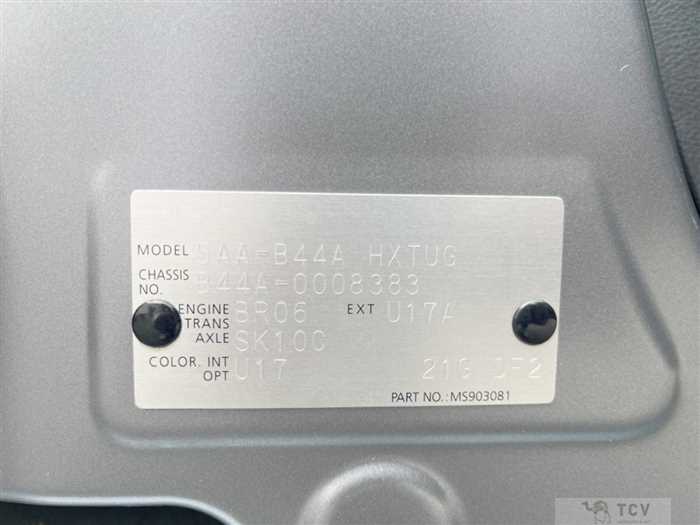 MODEL 5AA-B44A HXTUG
CHASSIS NO. B44A-0008383
ENGINE BR06 EXT U17A
TRANS AXLE SK10C
COLOR. INT U17
OPT 21G CF2
PART NO.: MS903081
TCV